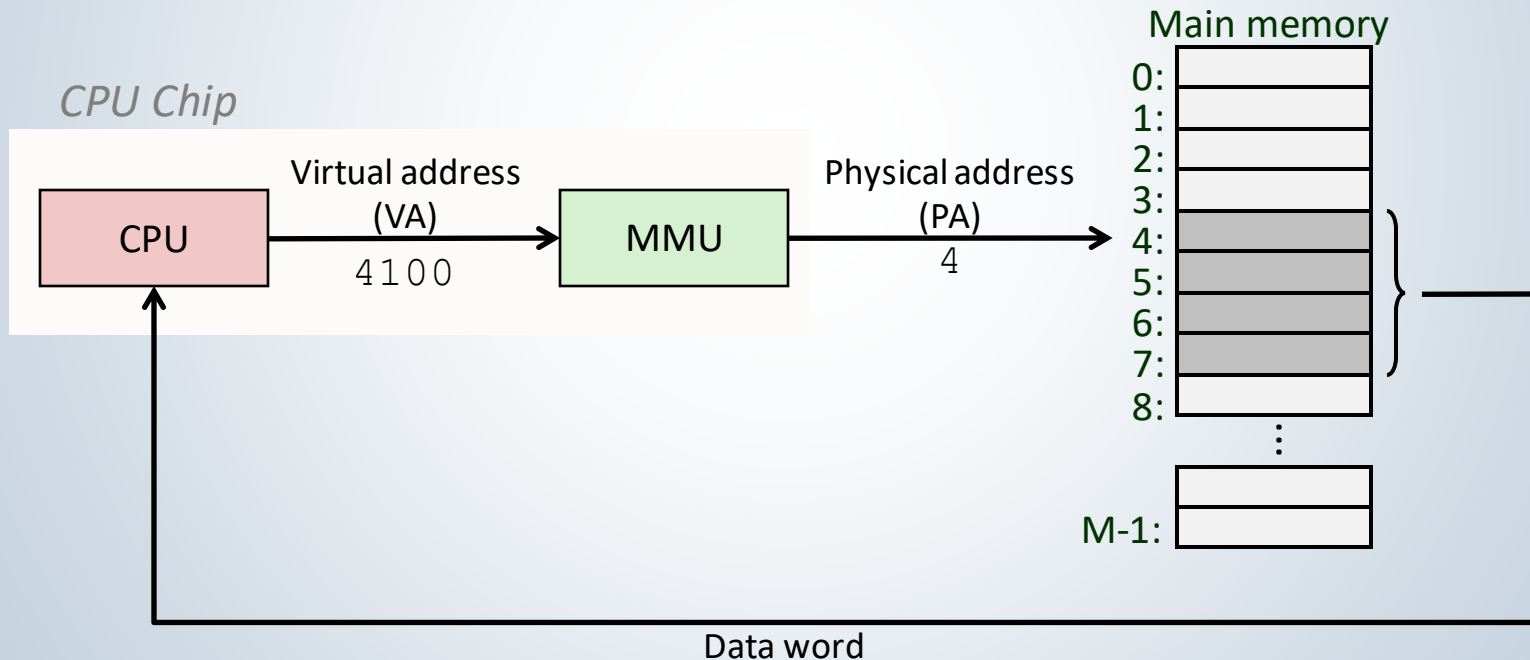 Main memory
CPU Chip
0:
1:
2:
3:
4:
5:
6:
7:
8:
⋮
M-1:
Virtual address
(VA)
4100
Physical address
(PA)
4
CPU
MMU
Data word